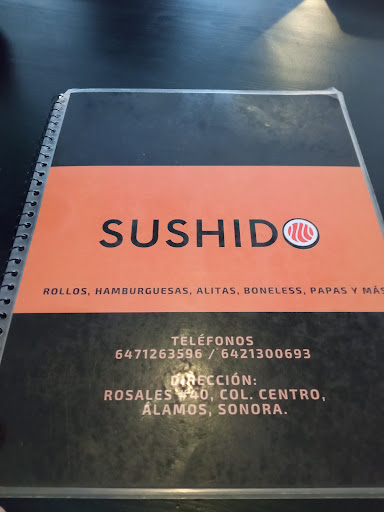 SUSHIDO
ROLLOS, HAMBURGUESAS, ALITAS, BONELESS, PAPAS Y MÁS
TELÉFONOS
6471263596 / 6421300693
DIRECCIÓN:
ROSALES #40, COL. CENTRO,
ÁLAMOS, SONORA.